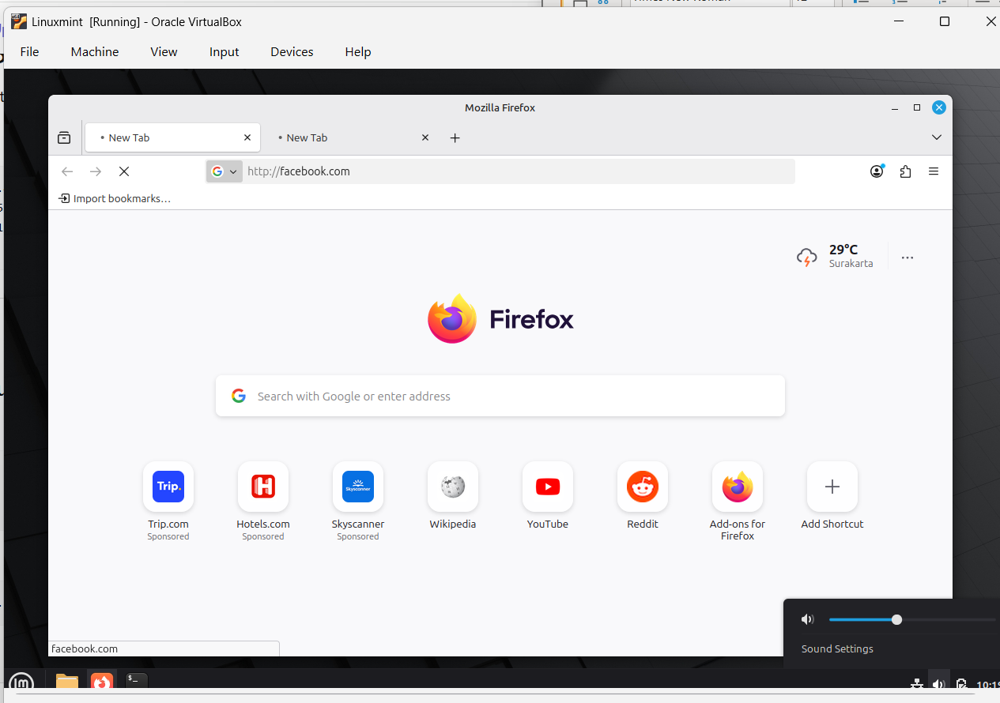 Linuxmint [Running] - Oracle VirtualBox
File Machine View Input Devices Help
Mozilla Firefox
New Tab New Tab
http://facebook.com
Import bookmarks...
29°C
Surakarta
Firefox
Search with Google or enter address
Trip.
Skyscanner
Trip.com Hotels.com Skyscanner Wikipedia YouTube Reddit Add-ons for Firefox Add Shortcut
Sponsored Sponsored Sponsored
facebook.com
Sound Settings